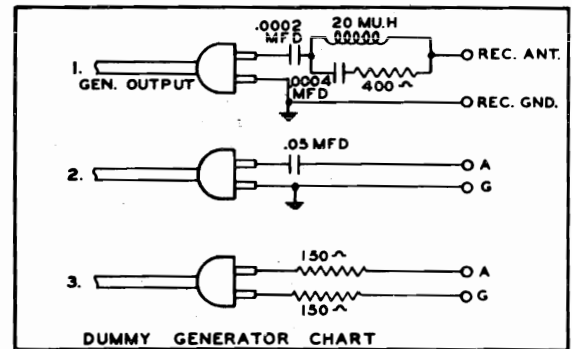 .0002
MFD
20 MU.H
REC. ANT.
1.
GEN. OUTPUT
.0004
MFD
400 ~
REC. GND.
.05 MFD
A
2.
G
150 ~
A
3.
G
150 ~
DUMMY GENERATOR CHART